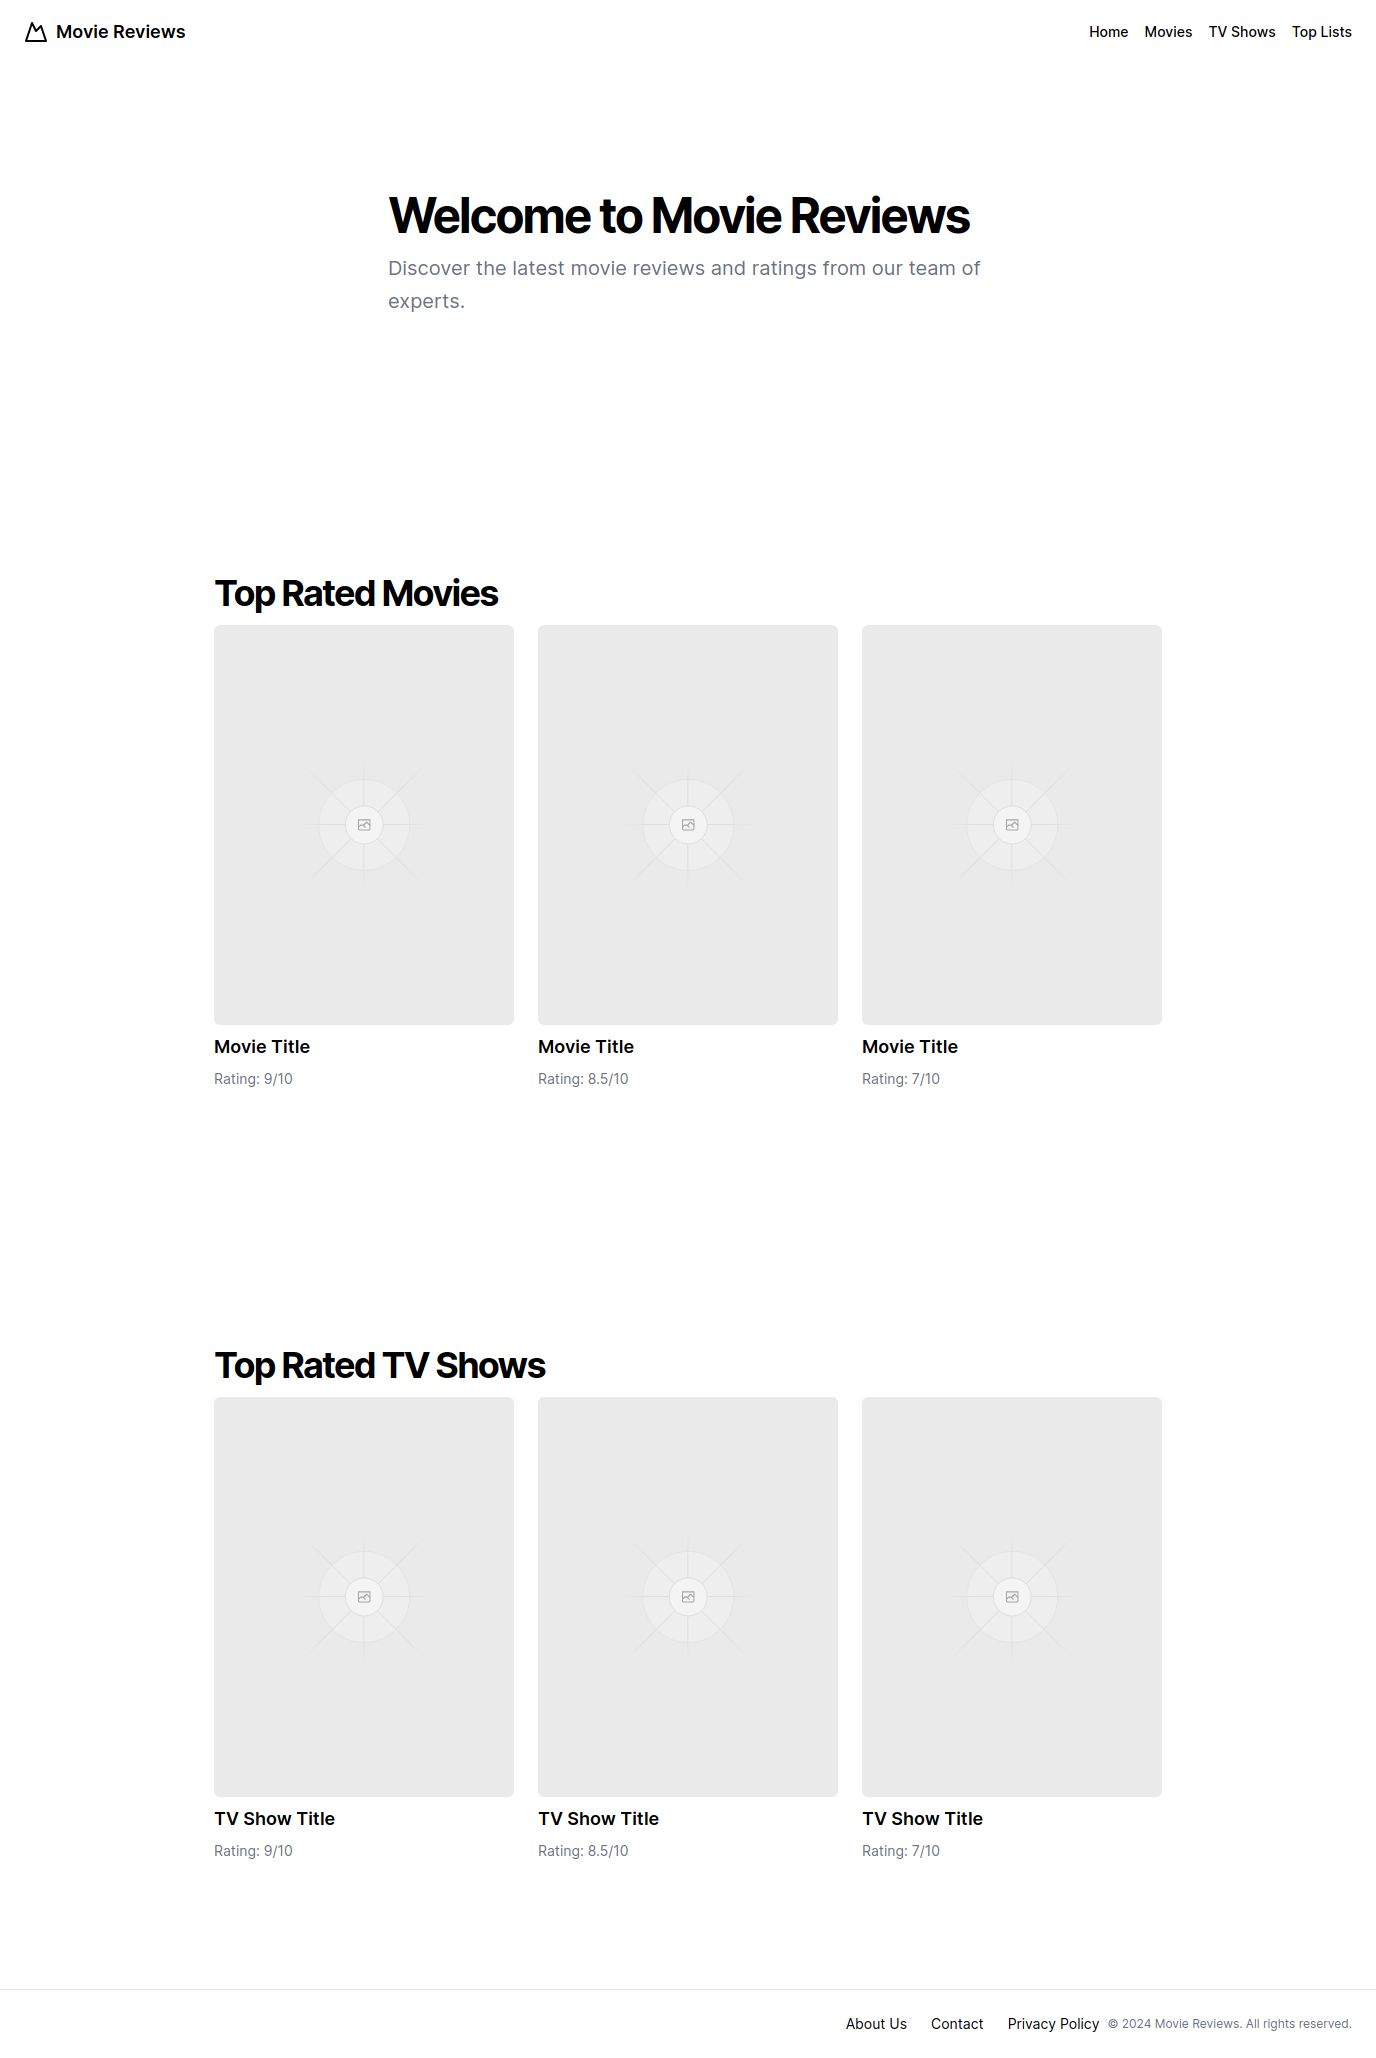 Movie Reviews
Home Movies TV Shows Top Lists
Welcome to Movie Reviews
Discover the latest movie reviews and ratings from our team of
experts.
Top Rated Movies
Movie Title Movie Title Movie Title
Rating: 9/10 Rating: 8.5/10 Rating: 7/10
Top Rated TV Shows
TV Show Title TV Show Title TV Show Title
Rating: 9/10 Rating: 8.5/10 Rating: 7/10
About Us Contact Privacy Policy © 2024 Movie Reviews. All rights reserved.